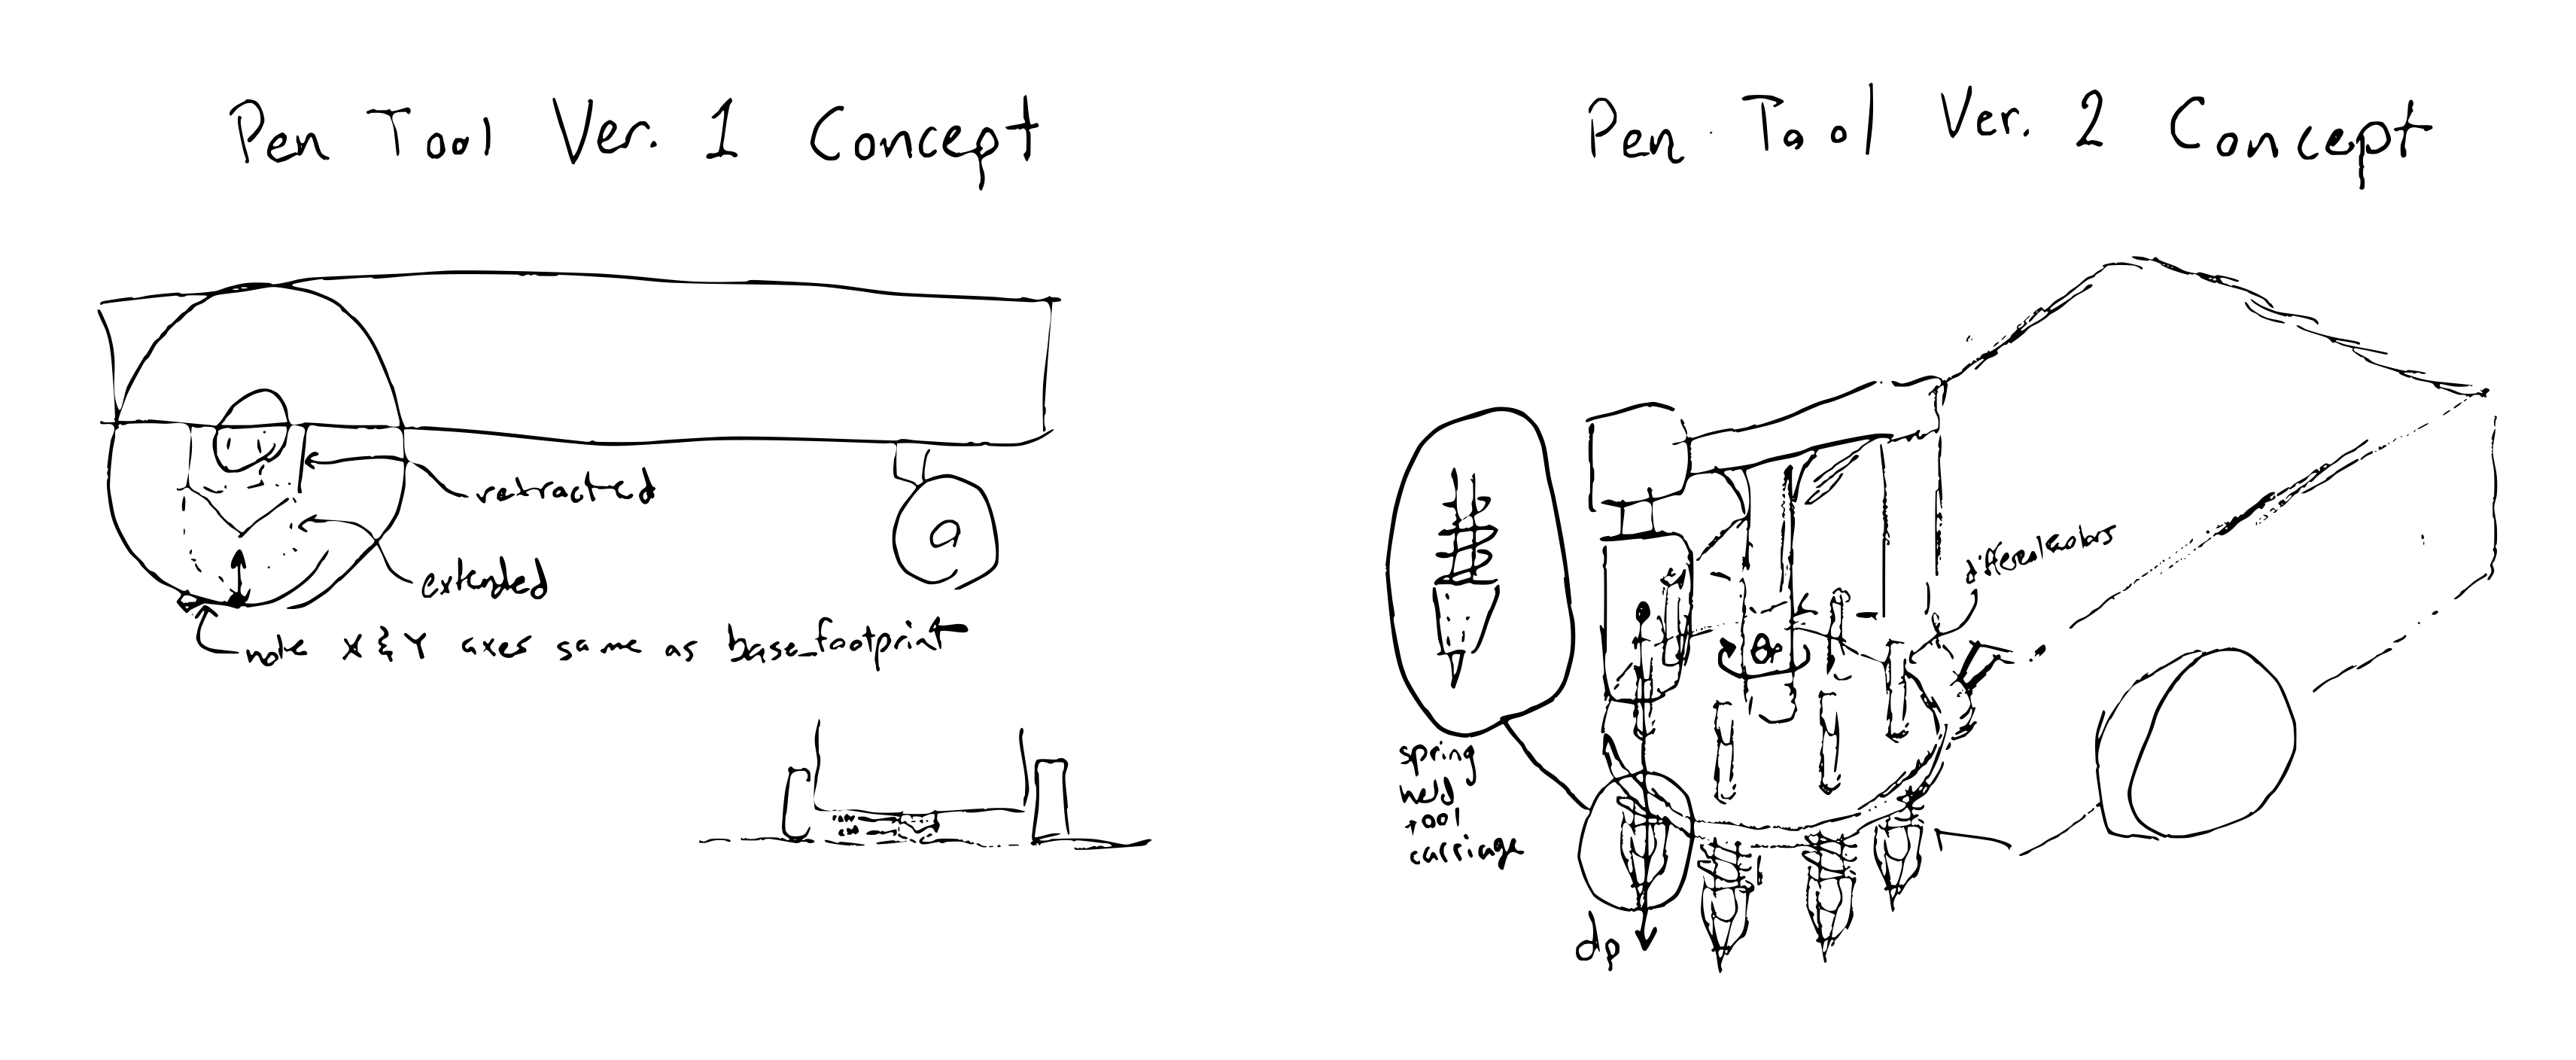 Pen Tool Ver. 1 Concept
retracted
extended
note X & Y axes same as base_footprint
Pen Tool Ver. 2 Concept
different colors
θr
spring
held
tool
carriage
dp